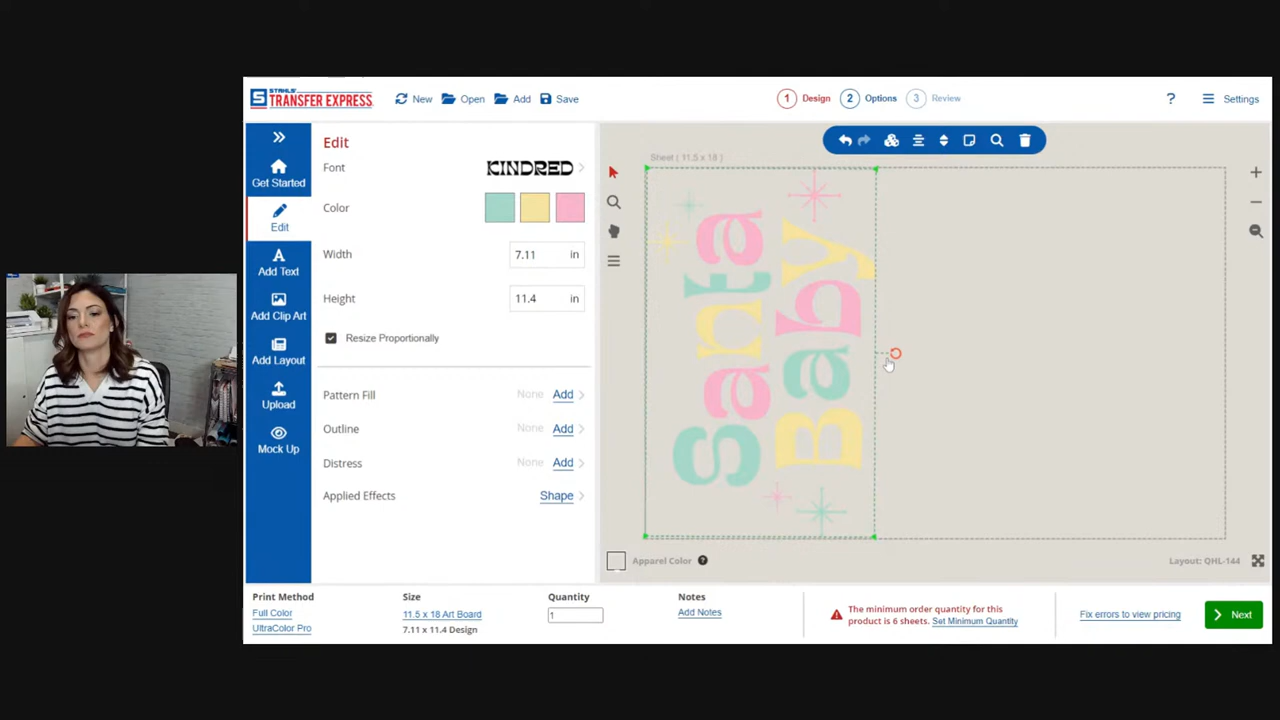 STAHLS'
TRANSFER EXPRESS
New
Open
Add
Save
1 Design
2 Options
3 Review
?
Settings
Get Started
Edit
Add Text
Add Clip Art
Add Layout
Upload
Mock Up
Edit
Font
KINDRED
Color
Width
7.11 in
Height
11.4 in
Resize Proportionally
Pattern Fill
None Add
Outline
None Add
Distress
None Add
Applied Effects
Shape
Sheet ( 11.5 x 18 )
Santa
Baby
Apparel Color ?
Layout: QHL-144
Print Method
Full Color
UltraColor Pro
Size
11.5 x 18 Art Board
7.11 x 11.4 Design
Quantity
1
Notes
Add Notes
The minimum order quantity for this
product is 6 sheets. Set Minimum Quantity
Fix errors to view pricing
Next